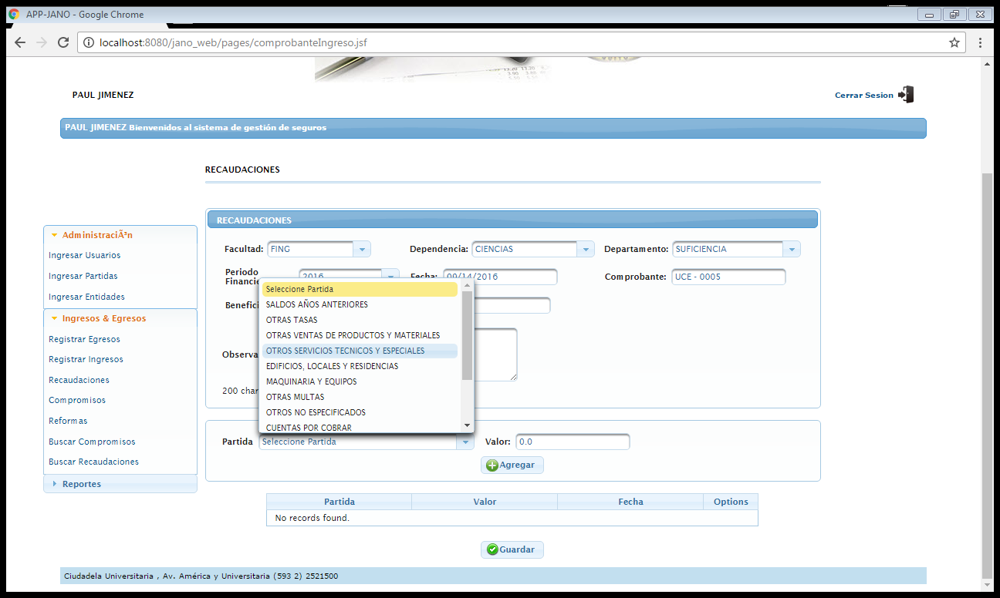 APP-JANO - Google Chrome
localhost:8080/jano_web/pages/comprobanteIngreso.jsf
PAUL JIMENEZ
Cerrar Sesion
PAUL JIMENEZ Bienvenidos al sistema de gestión de seguros
RECAUDACIONES
AdministraciÃ³n
Ingresar Usuarios
Ingresar Partidas
Ingresar Entidades
Ingresos & Egresos
Registrar Egresos
Registrar Ingresos
Recaudaciones
Compromisos
Reformas
Buscar Compromisos
Buscar Recaudaciones
Reportes
RECAUDACIONES
Facultad: FING Dependencia: CIENCIAS Departamento: SUFICIENCIA
Periodo
Financie 2016 Fecha: 09/14/2016 Comprobante: UCE - 0005
Benefici
Observa
200 char
Seleccione Partida
SALDOS AÑOS ANTERIORES
OTRAS TASAS
OTRAS VENTAS DE PRODUCTOS Y MATERIALES
OTROS SERVICIOS TECNICOS Y ESPECIALES
EDIFICIOS, LOCALES Y RESIDENCIAS
MAQUINARIA Y EQUIPOS
OTRAS MULTAS
OTROS NO ESPECIFICADOS
CUENTAS POR COBRAR
Partida Seleccione Partida Valor: 0.0
Agregar
Partida Valor Fecha Options
No records found.
Guardar
Ciudadela Universitaria , Av. América y Universitaria (593 2) 2521500